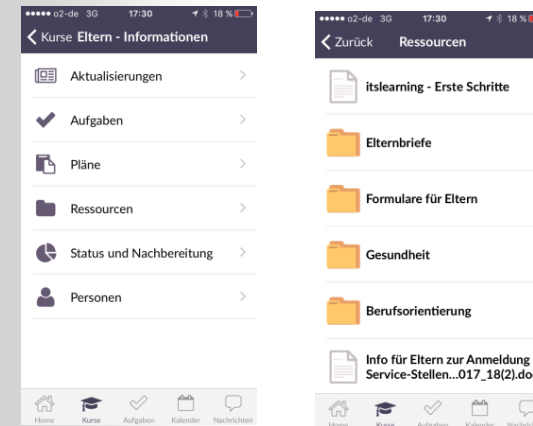 o2-de 3G 17:30 18 %
Kurse Eltern - Informationen
Aktualisierungen
Aufgaben
Pläne
Ressourcen
Status und Nachbereitung
Personen
Home Kurse Aufgaben Kalender Nachrichten
o2-de 3G 17:30 18 %
Zurück Ressourcen
itslearning - Erste Schritte
Elternbriefe
Formulare für Eltern
Gesundheit
Berufsorientierung
Info für Eltern zur Anmeldung
Service-Stellen...017_18(2).do
Home Kurse Aufgaben Kalender